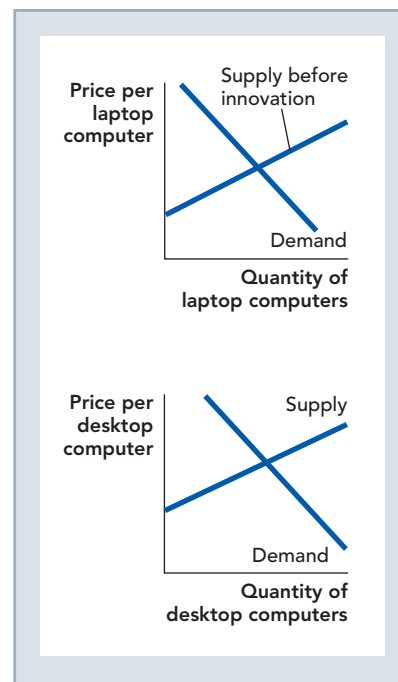 Price per
laptop
computer
Supply before
innovation
Demand
Quantity of
laptop computers
Price per
desktop
computer
Supply
Demand
Quantity of
desktop computers